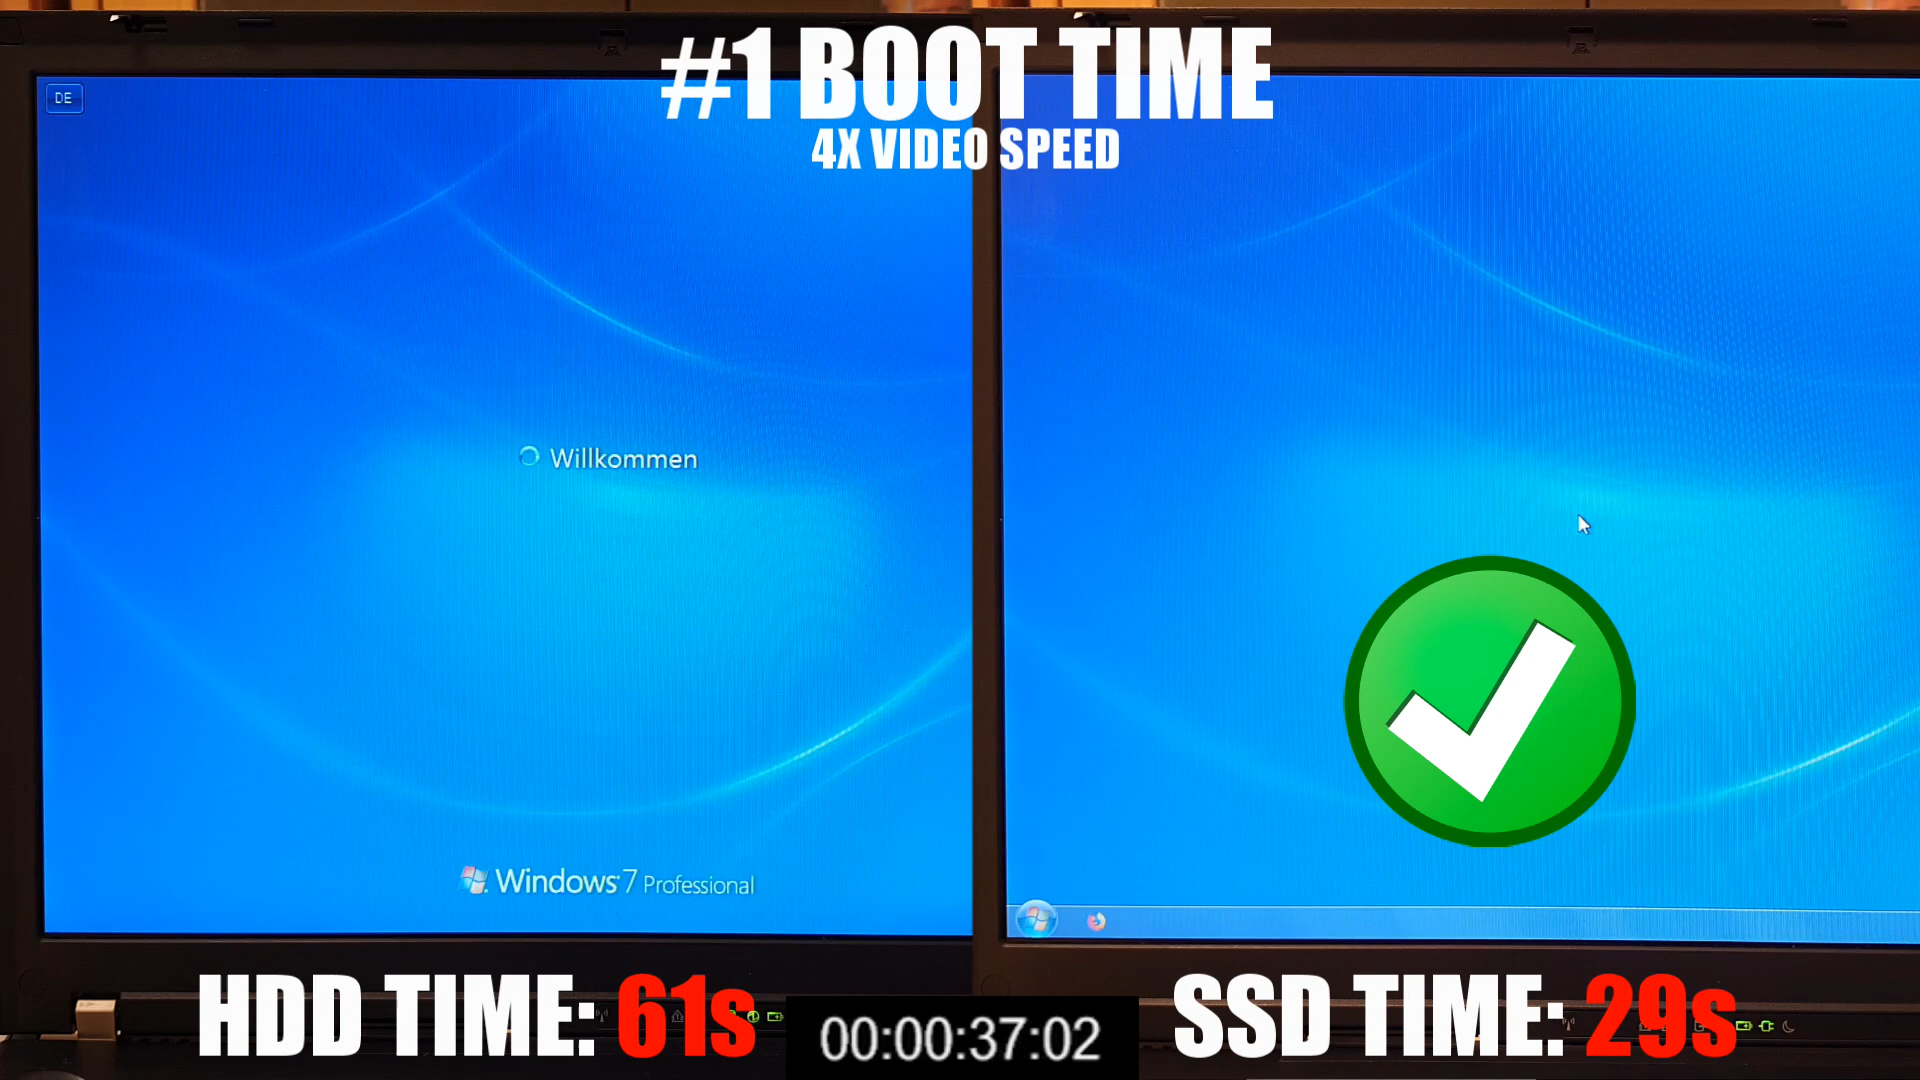 #1 BOOT TIME
4X VIDEO SPEED
DE
Willkommen
Windows 7 Professional
HDD TIME: 61s
00:00:37:02
SSD TIME: 29s